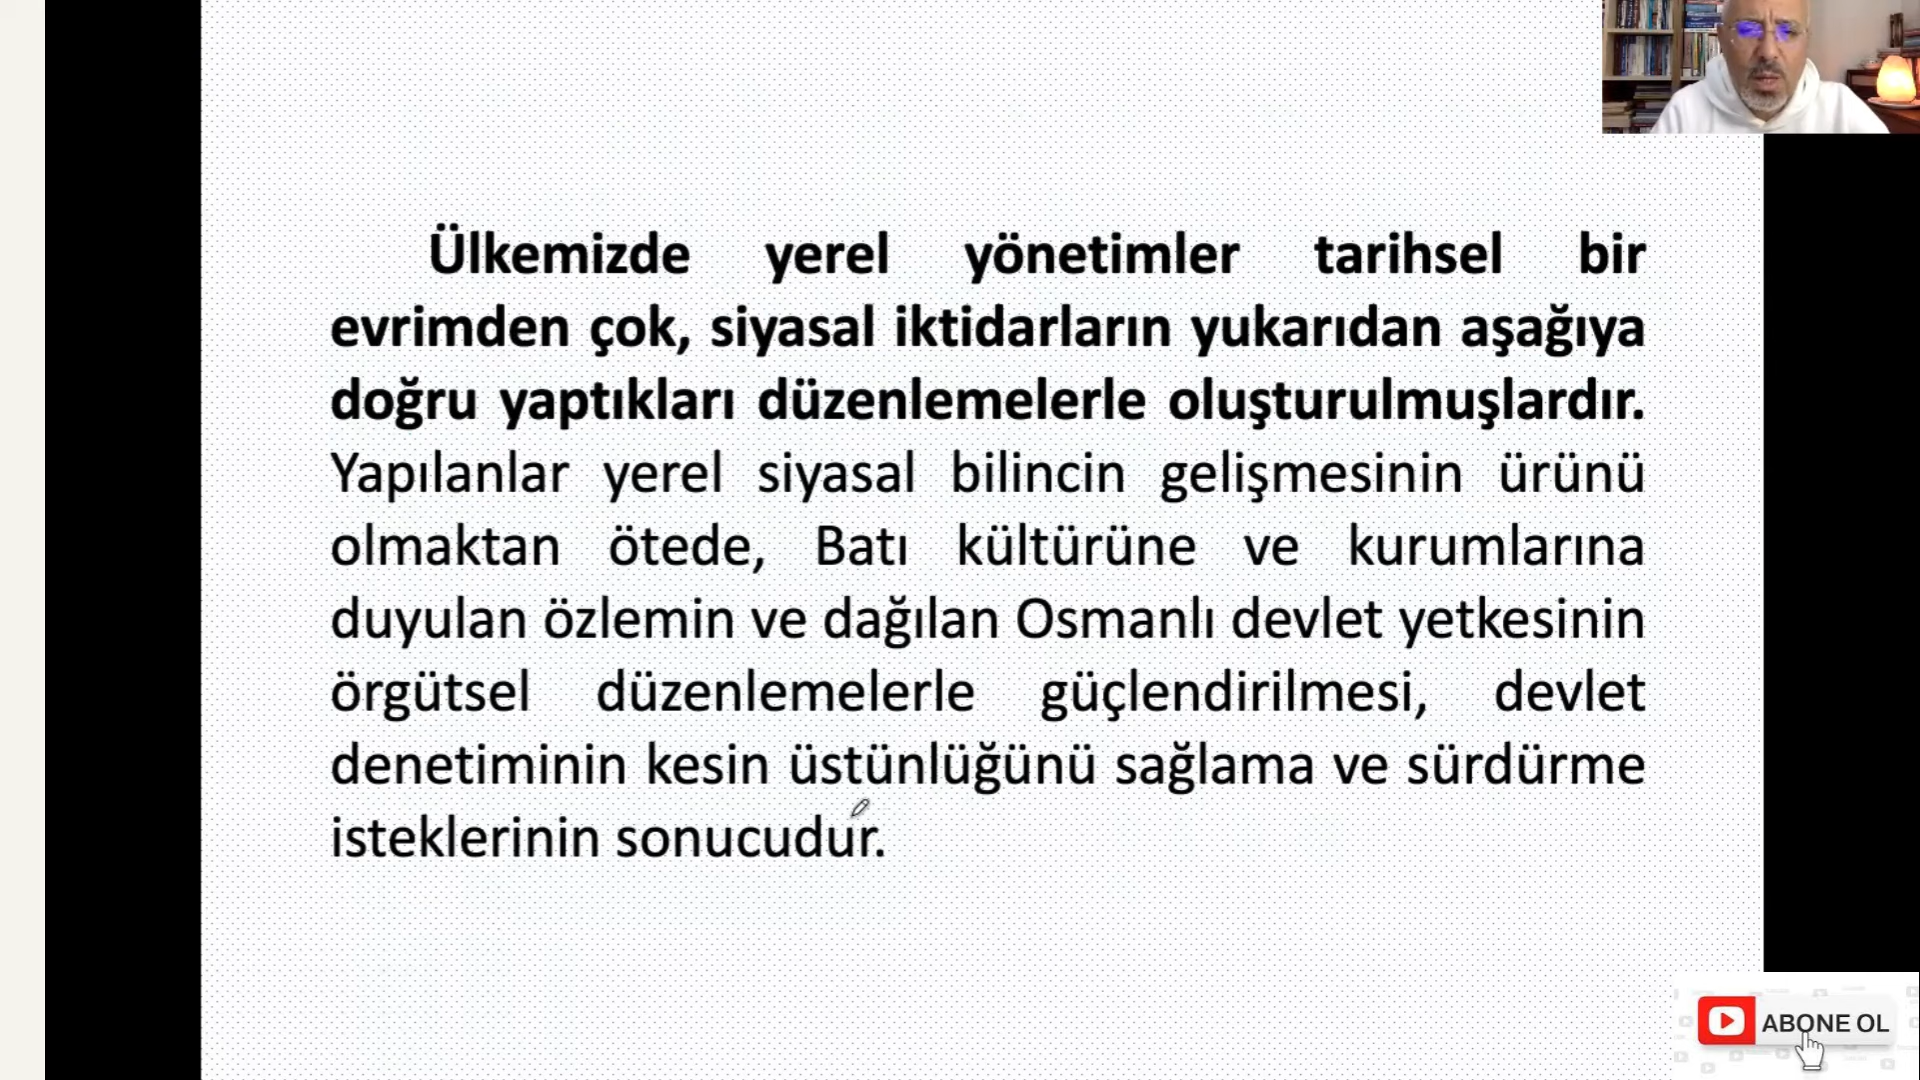 Ülkemizde yerel yönetimler tarihsel bir
evrimden çok, siyasal iktidarların yukarıdan aşağıya
doğru yaptıkları düzenlemelerle oluşturulmuşlardır.
Yapılanlar yerel siyasal bilincin gelişmesinin ürünü
olmaktan ötede, Batı kültürüne ve kurumlarına
duyulan özlemin ve dağılan Osmanlı devlet yetkesinin
örgütsel düzenlemelerle güçlendirilmesi, devlet
denetiminin kesin üstünlüğünü sağlama ve sürdürme
isteklerinin sonucudur.
ABONE OL